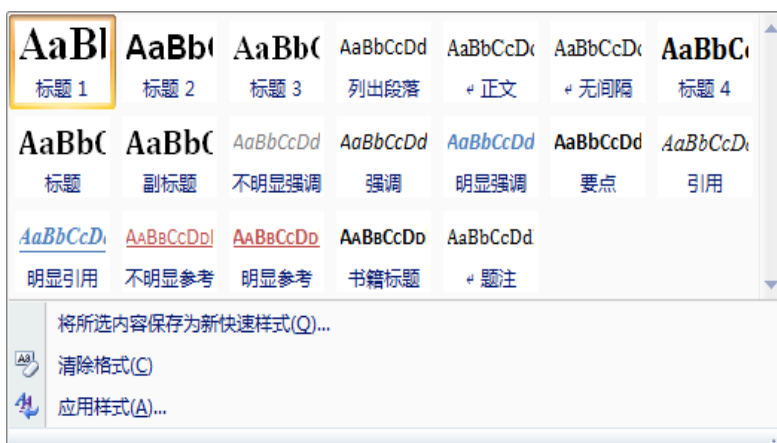 AaBl AaBb( AaBb( AaBbCcDd AaBbCcDc AaBbCcDc AaBbC
标题 1 标题 2 标题 3 列出段落 ↵ 正文 ↵ 无间隔 标题 4
AaBb( AaBb( AaBbCcDd AaBbCcDd AaBbCcDd AaBbCcDd AaBbCcD
标题 副标题 不明显强调 强调 明显强调 要点 引用
AaBbCcD AaBbCcDd AaBbCcDd AaBbCcDd AaBbCcDd
明显引用 不明显参考 明显参考 书籍标题 ↵ 题注
将所选内容保存为新快速样式(Q)...
清除格式(C)
应用样式(A)...